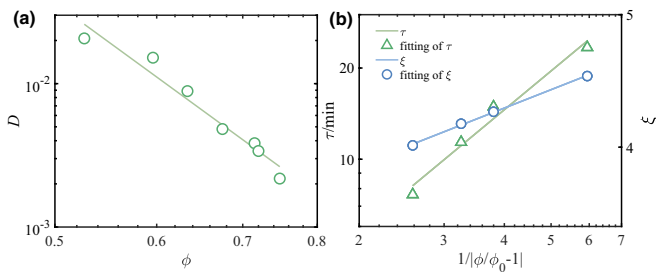 (a)
10^-2
10^-3
D
0.5 0.6 0.7 0.8
ϕ
(b)
τ
fitting of τ
ξ
fitting of ξ
20
10
τ/min
5
4
ξ
2 3 4 5 6 7
1/|ϕ/ϕ_0-1|